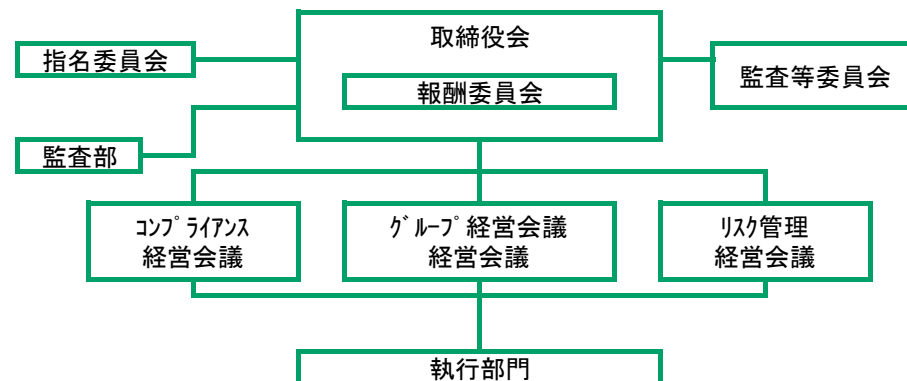 取締役会
指名委員会
監査等委員会
報酬委員会
監査部
ｺﾝﾌﾟﾗｲｱﾝｽ
経営会議
ｸﾞﾙｰﾌﾟ経営会議
経営会議
ﾘｽｸ管理
経営会議
執行部門